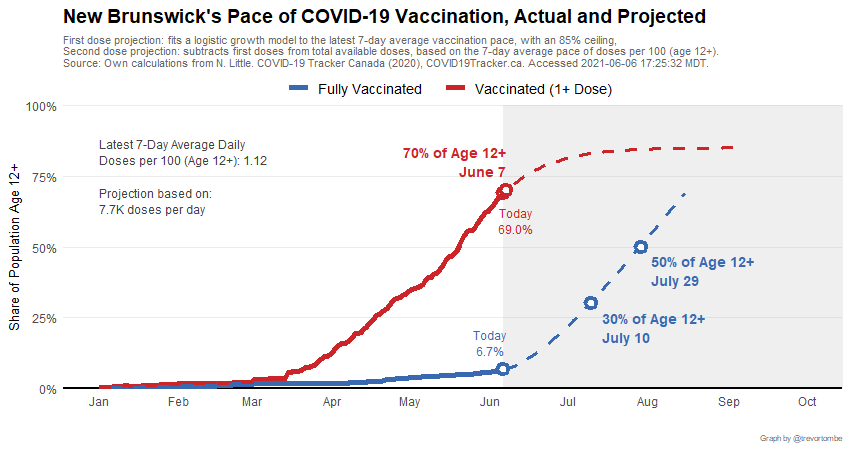 New Brunswick's Pace of COVID-19 Vaccination, Actual and Projected
First dose projection: fits a logistic growth model to the latest 7-day average vaccination pace, with an 85% ceiling,
Second dose projection: subtracts first doses from total available doses, based on the 7-day average pace of doses per 100 (age 12+).
Source: Own calculations from N. Little. COVID-19 Tracker Canada (2020), COVID19Tracker.ca. Accessed 2021-06-06 17:25:32 MDT.
Fully Vaccinated
Vaccinated (1+ Dose)
Share of Population Age 12+
100%
75%
50%
25%
0%
Latest 7-Day Average Daily
Doses per 100 (Age 12+): 1.12
Projection based on:
7.7K doses per day
70% of Age 12+
June 7
Today
69.0%
50% of Age 12+
July 29
30% of Age 12+
July 10
Today
6.7%
Jan
Feb
Mar
Apr
May
Jun
Jul
Aug
Sep
Oct
Graph by @trevortombe